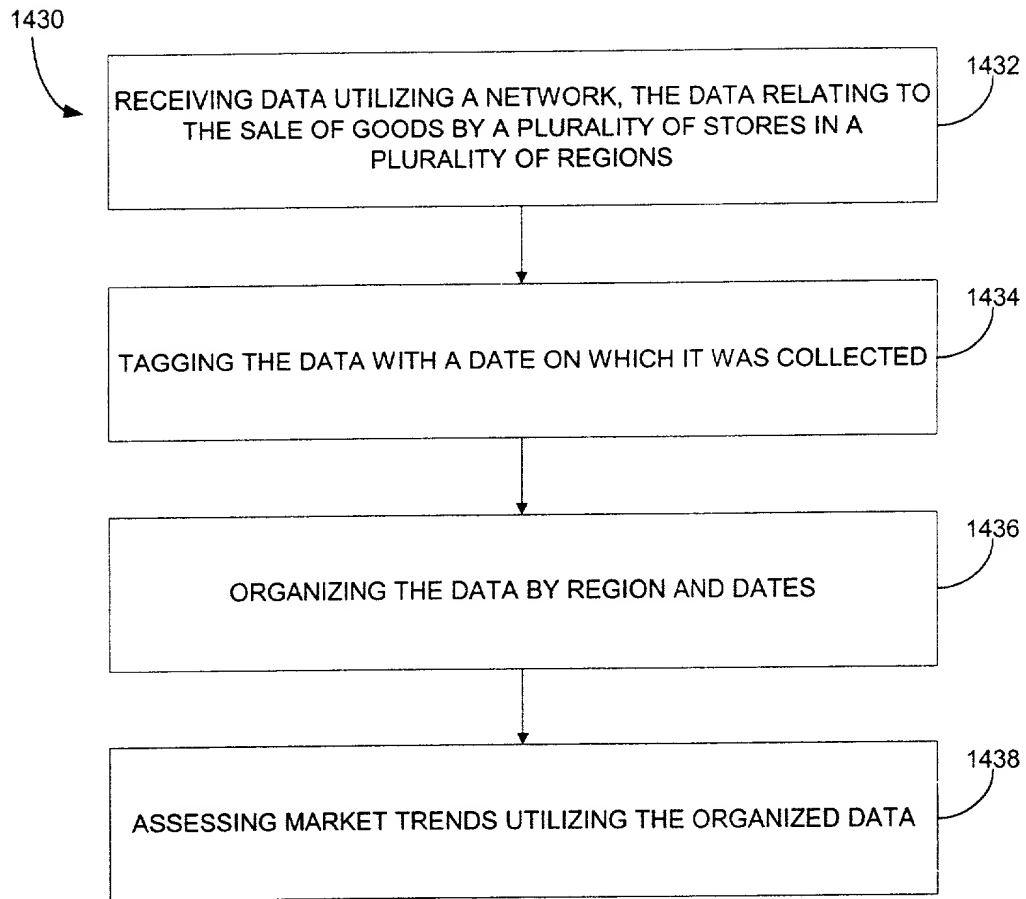 1430
1432
RECEIVING DATA UTILIZING A NETWORK, THE DATA RELATING TO
THE SALE OF GOODS BY A PLURALITY OF STORES IN A
PLURALITY OF REGIONS
1434
TAGGING THE DATA WITH A DATE ON WHICH IT WAS COLLECTED
1436
ORGANIZING THE DATA BY REGION AND DATES
1438
ASSESSING MARKET TRENDS UTILIZING THE ORGANIZED DATA